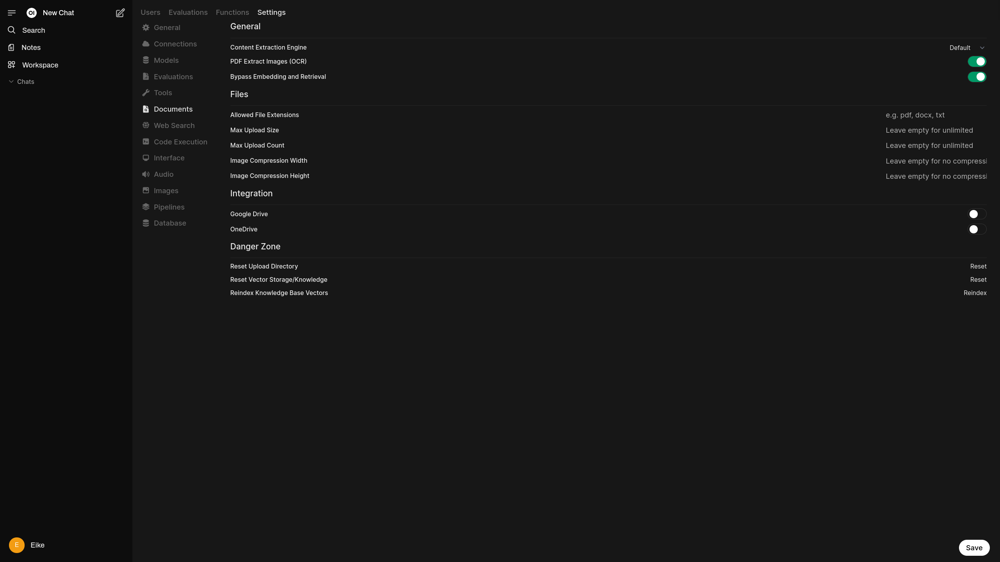 New Chat
Search
Notes
Workspace
Chats
E
Eike
Users
Evaluations
Functions
Settings
General
Connections
Models
Evaluations
Tools
Documents
Web Search
Code Execution
Interface
Audio
Images
Pipelines
Database
General
Content Extraction Engine
Default
PDF Extract Images (OCR)
Bypass Embedding and Retrieval
Files
Allowed File Extensions
e.g. pdf, docx, txt
Max Upload Size
Leave empty for unlimited
Max Upload Count
Leave empty for unlimited
Image Compression Width
Leave empty for no compressi
Image Compression Height
Leave empty for no compressi
Integration
Google Drive
OneDrive
Danger Zone
Reset Upload Directory
Reset
Reset Vector Storage/Knowledge
Reset
Reindex Knowledge Base Vectors
Reindex
Save